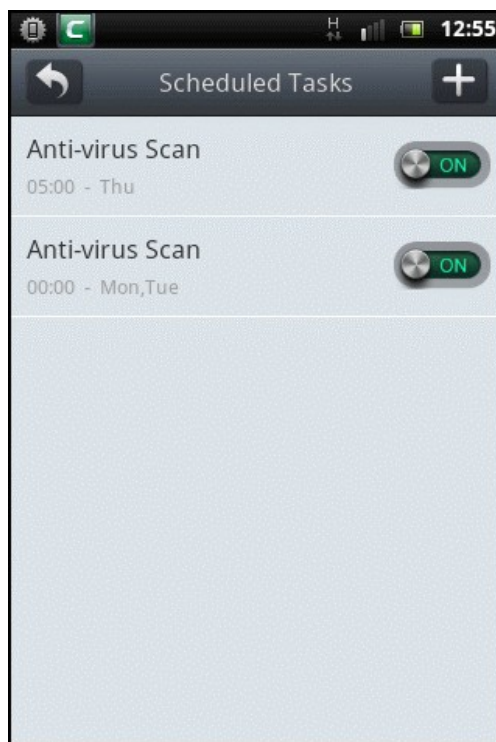 C
H
12:55
Scheduled Tasks
Anti-virus Scan
ON
05:00 - Thu
Anti-virus Scan
ON
00:00 - Mon,Tue